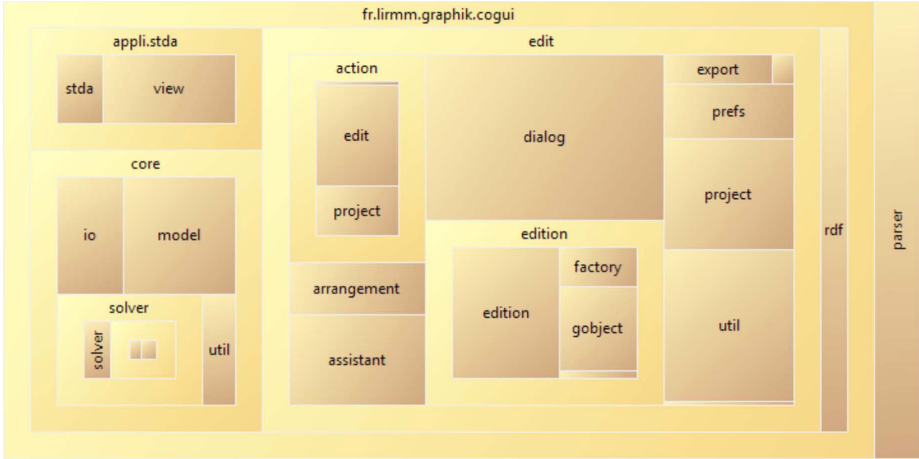 fr.lirmm.graphik.cogui
appli.stda
stda
view
core
io
model
solver
solver
util
edit
action
edit
project
arrangement
assistant
dialog
edition
edition
factory
gobject
export
prefs
project
util
rdf
parser